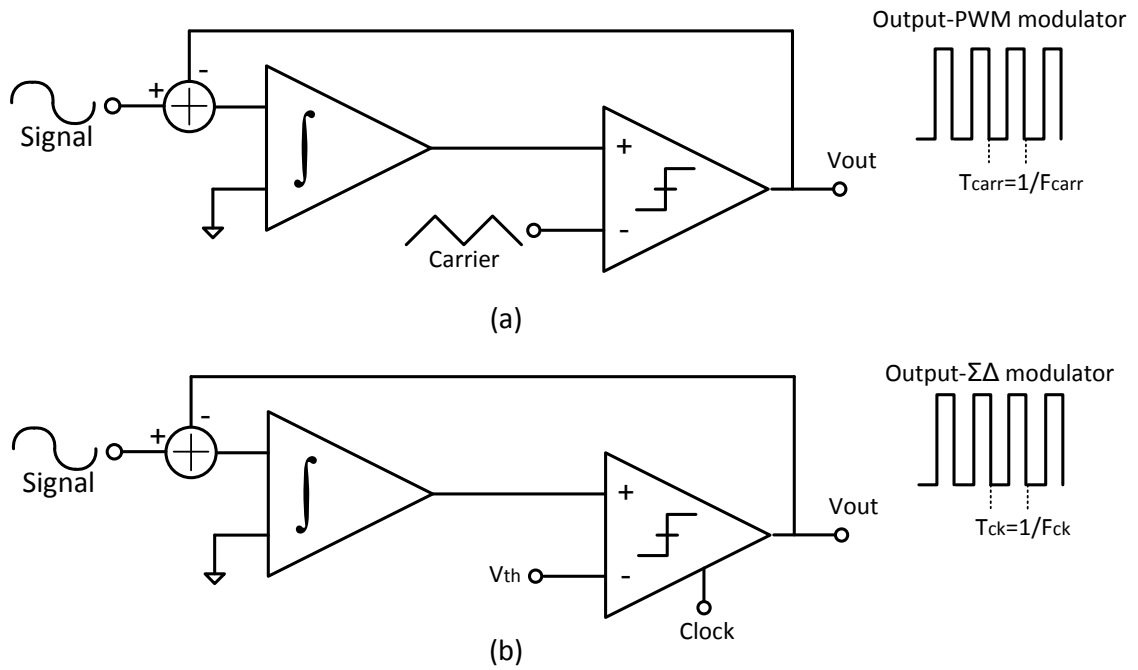 Output-PWM modulator
-
+
∫
Signal
+
Vout
Tcarr=1/Fcarr
-
Carrier
(a)
Output-ΣΔ modulator
-
+
∫
Signal
+
Vout
Tck=1/Fck
Vth
-
Clock
(b)